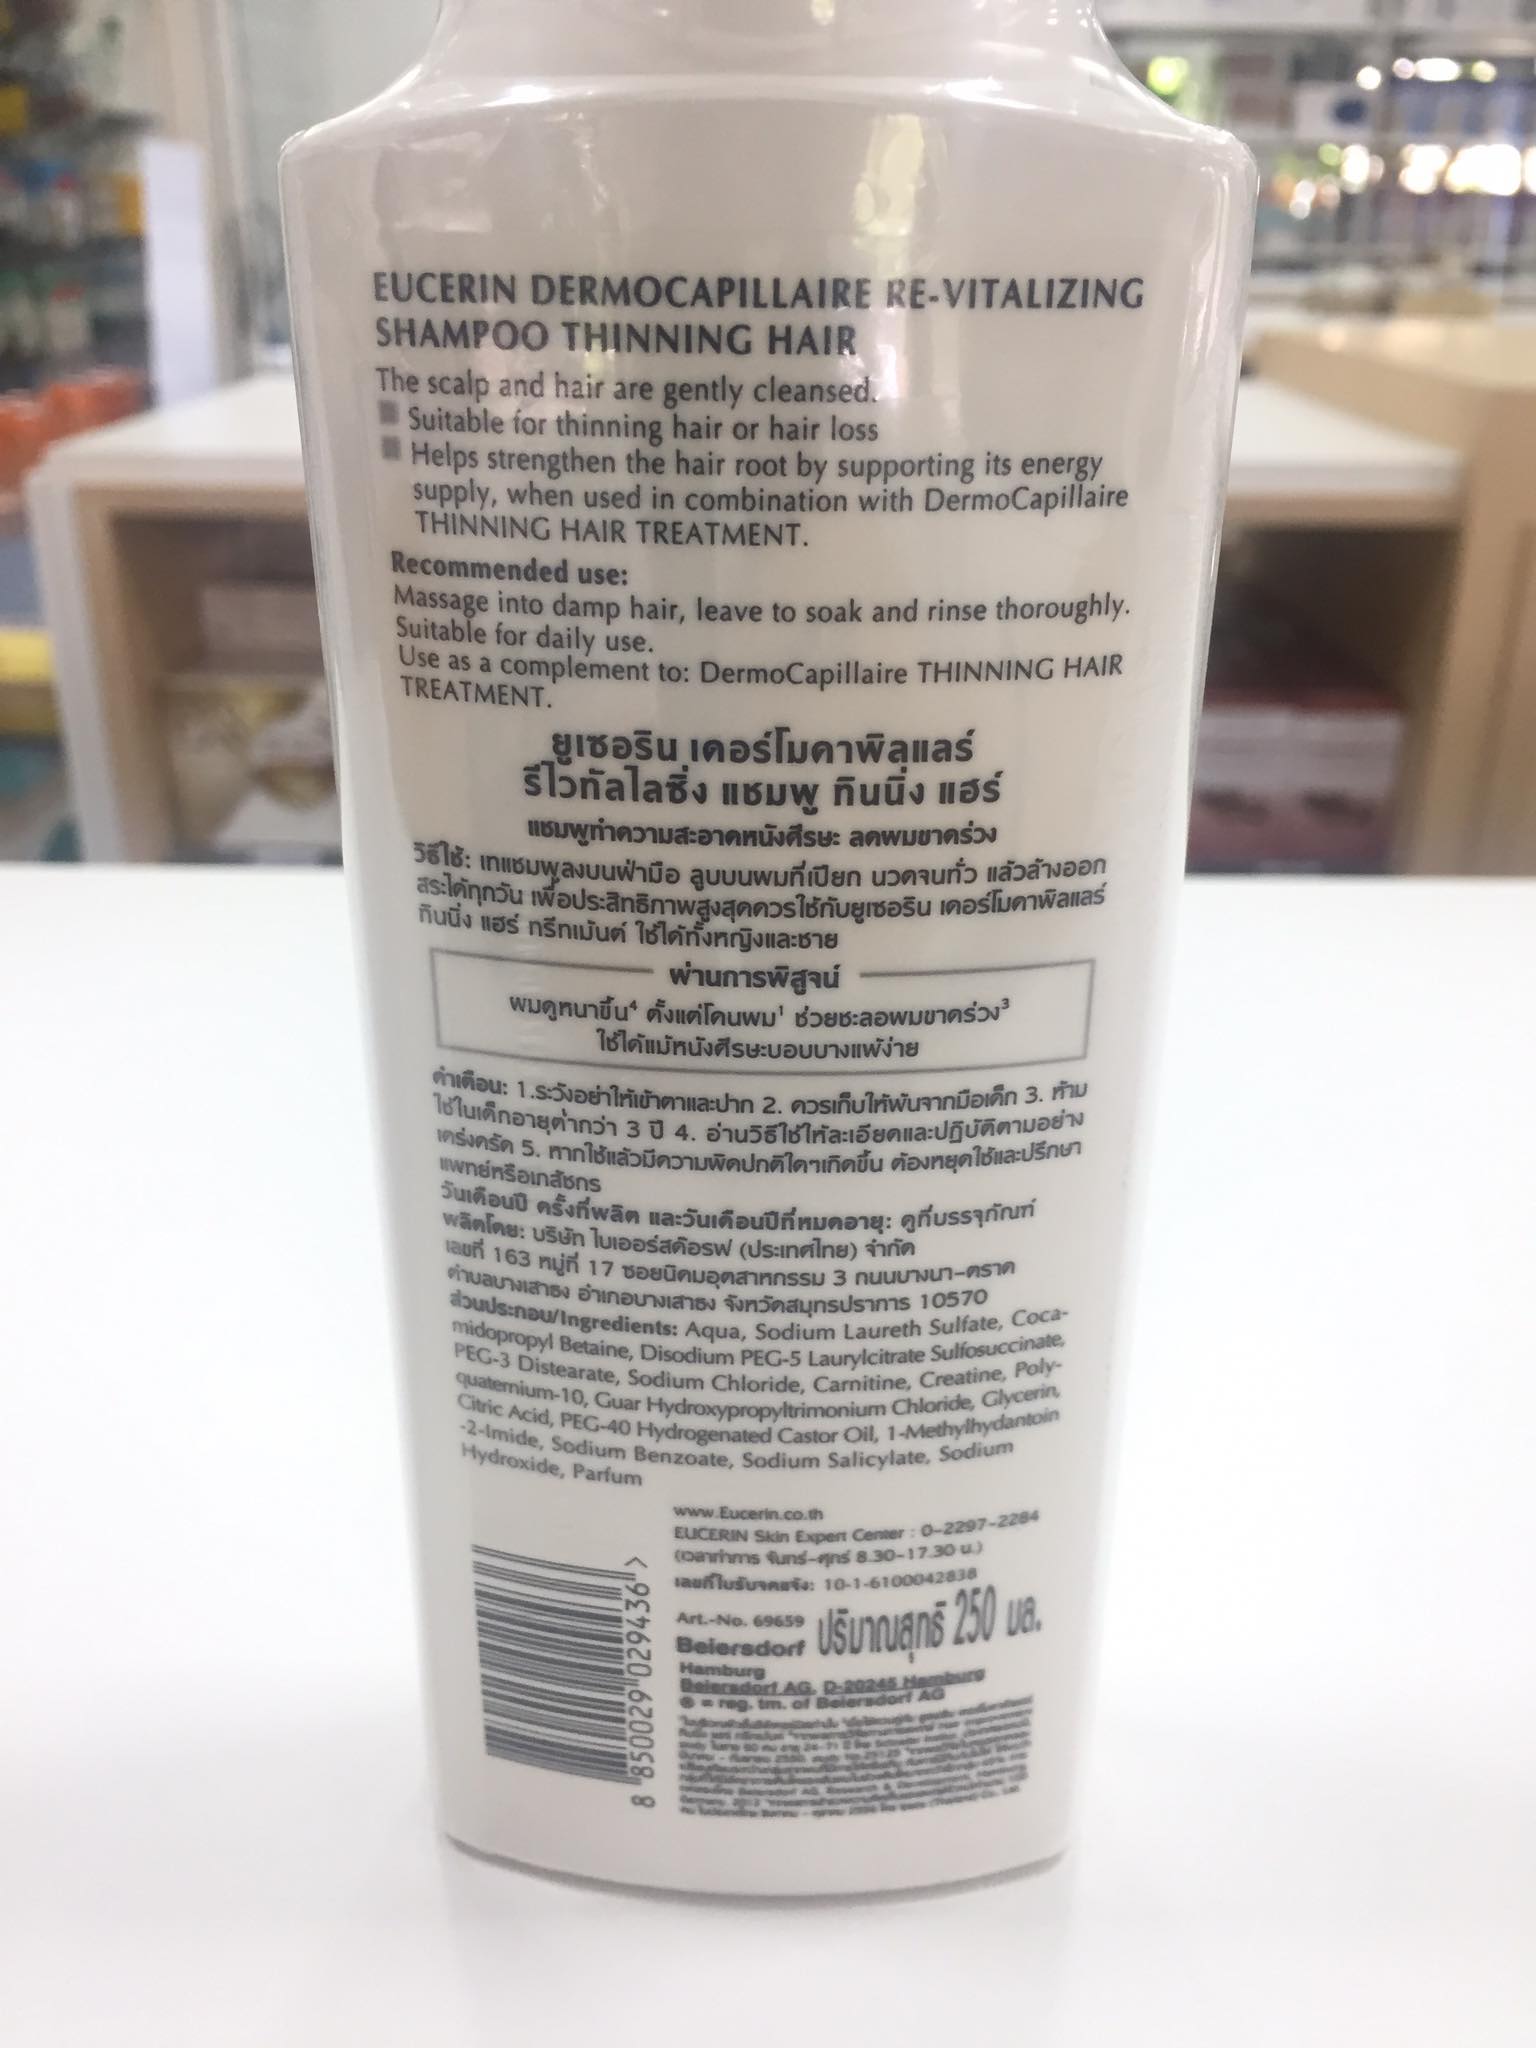 EUCERIN DERMOCAPILLAIRE RE-VITALIZING
SHAMPOO THINNING HAIR
The scalp and hair are gently cleansed.
■ Suitable for thinning hair or hair loss
■ Helps strengthen the hair root by supporting its energy
supply, when used in combination with DermoCapillaire
THINNING HAIR TREATMENT.
Recommended use:
Massage into damp hair, leave to soak and rinse thoroughly.
Suitable for daily use.
Use as a complement to: DermoCapillaire THINNING HAIR
TREATMENT.
ยูเซอริน เดอร์โมคาพิลแลร์
รีไวทัลไลซิ่ง แชมพู ทินนิ่ง แฮร์
แชมพูทำความสะอาดหนังศีรษะ ลดผมขาดร่วง
วิธีใช้: เทแชมพูลงบนฝ่ามือ ลูบบนผมที่เปียก นวดจนทั่ว แล้วล้างออก
สระได้ทุกวัน เพื่อประสิทธิภาพสูงสุดควรใช้กับยูเซอริน เดอร์โมคาพิลแลร์
ทินนิ่ง แฮร์ ทรีทเม้นต์ ใช้ได้ทั้งหญิงและชาย
ผ่านการพิสูจน์
ผมดูหนาขึ้น⁴ ตั้งแต่โคนผม¹ ช่วยชะลอผมขาดร่วง³
ใช้ได้แม้หนังศีรษะบอบบางแพ้ง่าย
คำเตือน: 1.ระวังอย่าให้เข้าตาและปาก 2. ควรเก็บให้พ้นจากมือเด็ก 3. ห้าม
ใช้ในเด็กอายุต่ำกว่า 3 ปี 4. อ่านวิธีใช้ให้ละเอียดและปฏิบัติตามอย่าง
เคร่งครัด 5. หากใช้แล้วมีความผิดปกติใดๆเกิดขึ้น ต้องหยุดใช้และปรึกษา
แพทย์หรือเภสัชกร
วันเดือนปี ครั้งที่ผลิต และวันเดือนปีที่หมดอายุ: ดูที่บรรจุภัณฑ์
ผลิตโดย: บริษัท ไบเออร์สด๊อรฟ (ประเทศไทย) จำกัด
เลขที่ 163 หมู่ที่ 17 ซอยนิคมอุตสาหกรรม 3 ถนนบางนา-ตราด
ตำบลบางเสาธง อำเภอบางเสาธง จังหวัดสมุทรปราการ 10570
ส่วนประกอบ/Ingredients: Aqua, Sodium Laureth Sulfate, Coca-
midopropyl Betaine, Disodium PEG-5 Laurylcitrate Sulfosuccinate,
PEG-3 Distearate, Sodium Chloride, Carnitine, Creatine, Poly-
quaternium-10, Guar Hydroxypropyltrimonium Chloride, Glycerin,
Citric Acid, PEG-40 Hydrogenated Castor Oil, 1-Methylhydantoin
-2-Imide, Sodium Benzoate, Sodium Salicylate, Sodium
Hydroxide, Parfum
www.Eucerin.co.th
EUCERIN Skin Expert Center : 0-2297-2284
(เวลาทำการ จันทร์-ศุกร์ 8.30-17.30 น.)
เลขที่ใบรับจดแจ้ง: 10-1-6100042838
Art.-No. 69659 ปริมาณสุทธิ 250 มล.
Beiersdorf
Hamburg
Beiersdorf AG, D-20245 Hamburg
® = reg. tm. of Beiersdorf AG
8 850029 029436 >